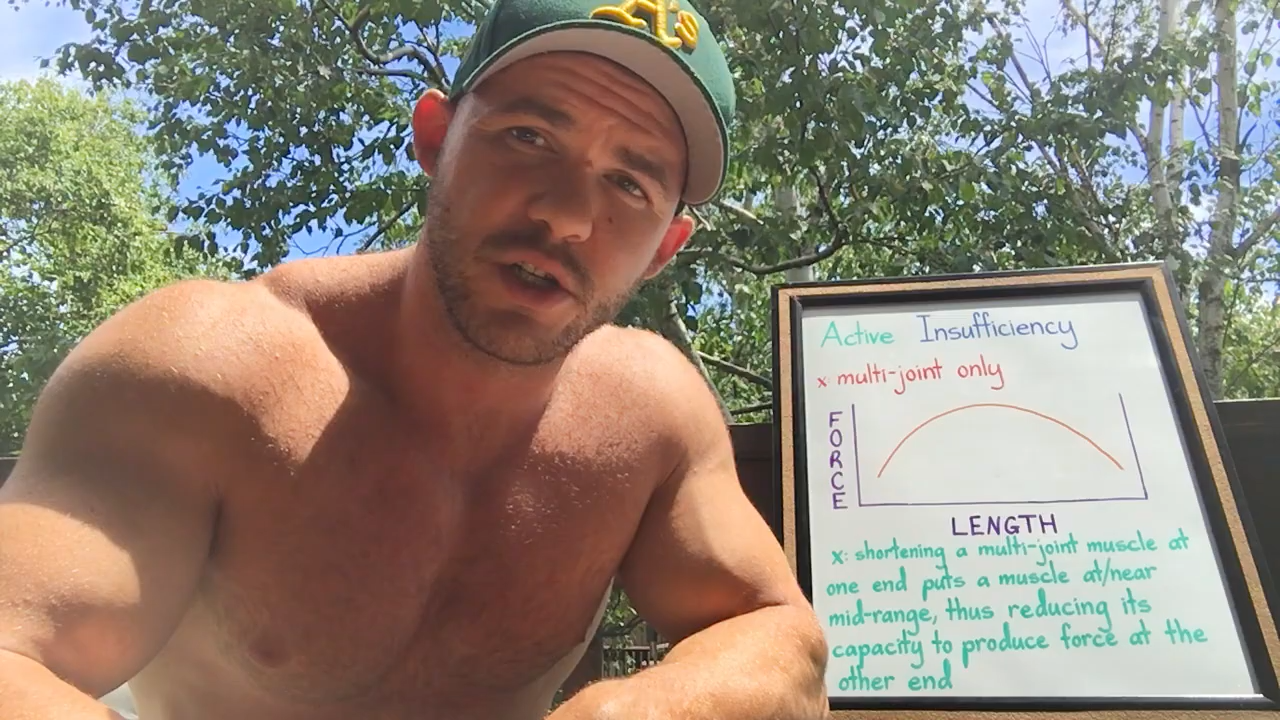 A's
Active Insufficiency
x multi-joint only
FORCE
LENGTH
x: shortening a multi-joint muscle at
one end puts a muscle at/near
mid-range, thus reducing its
capacity to produce force at the
other end